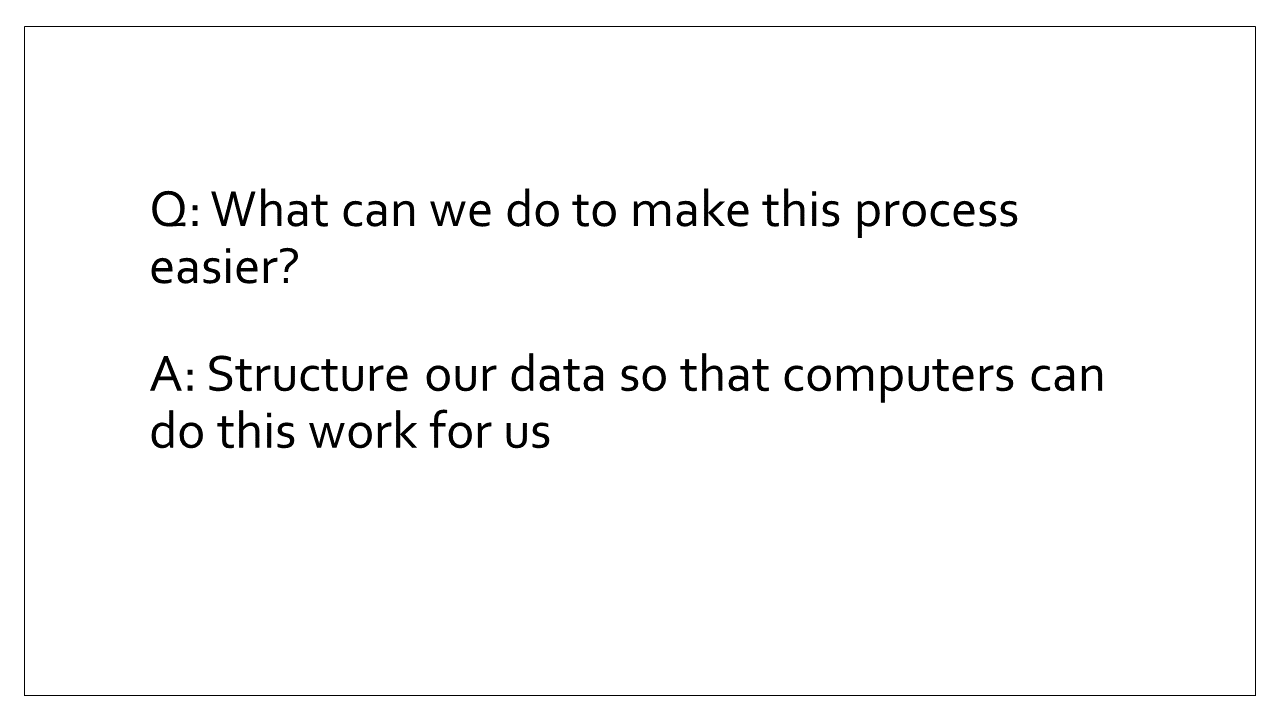 Q: What can we do to make this process
easier?
A: Structure our data so that computers can
do this work for us